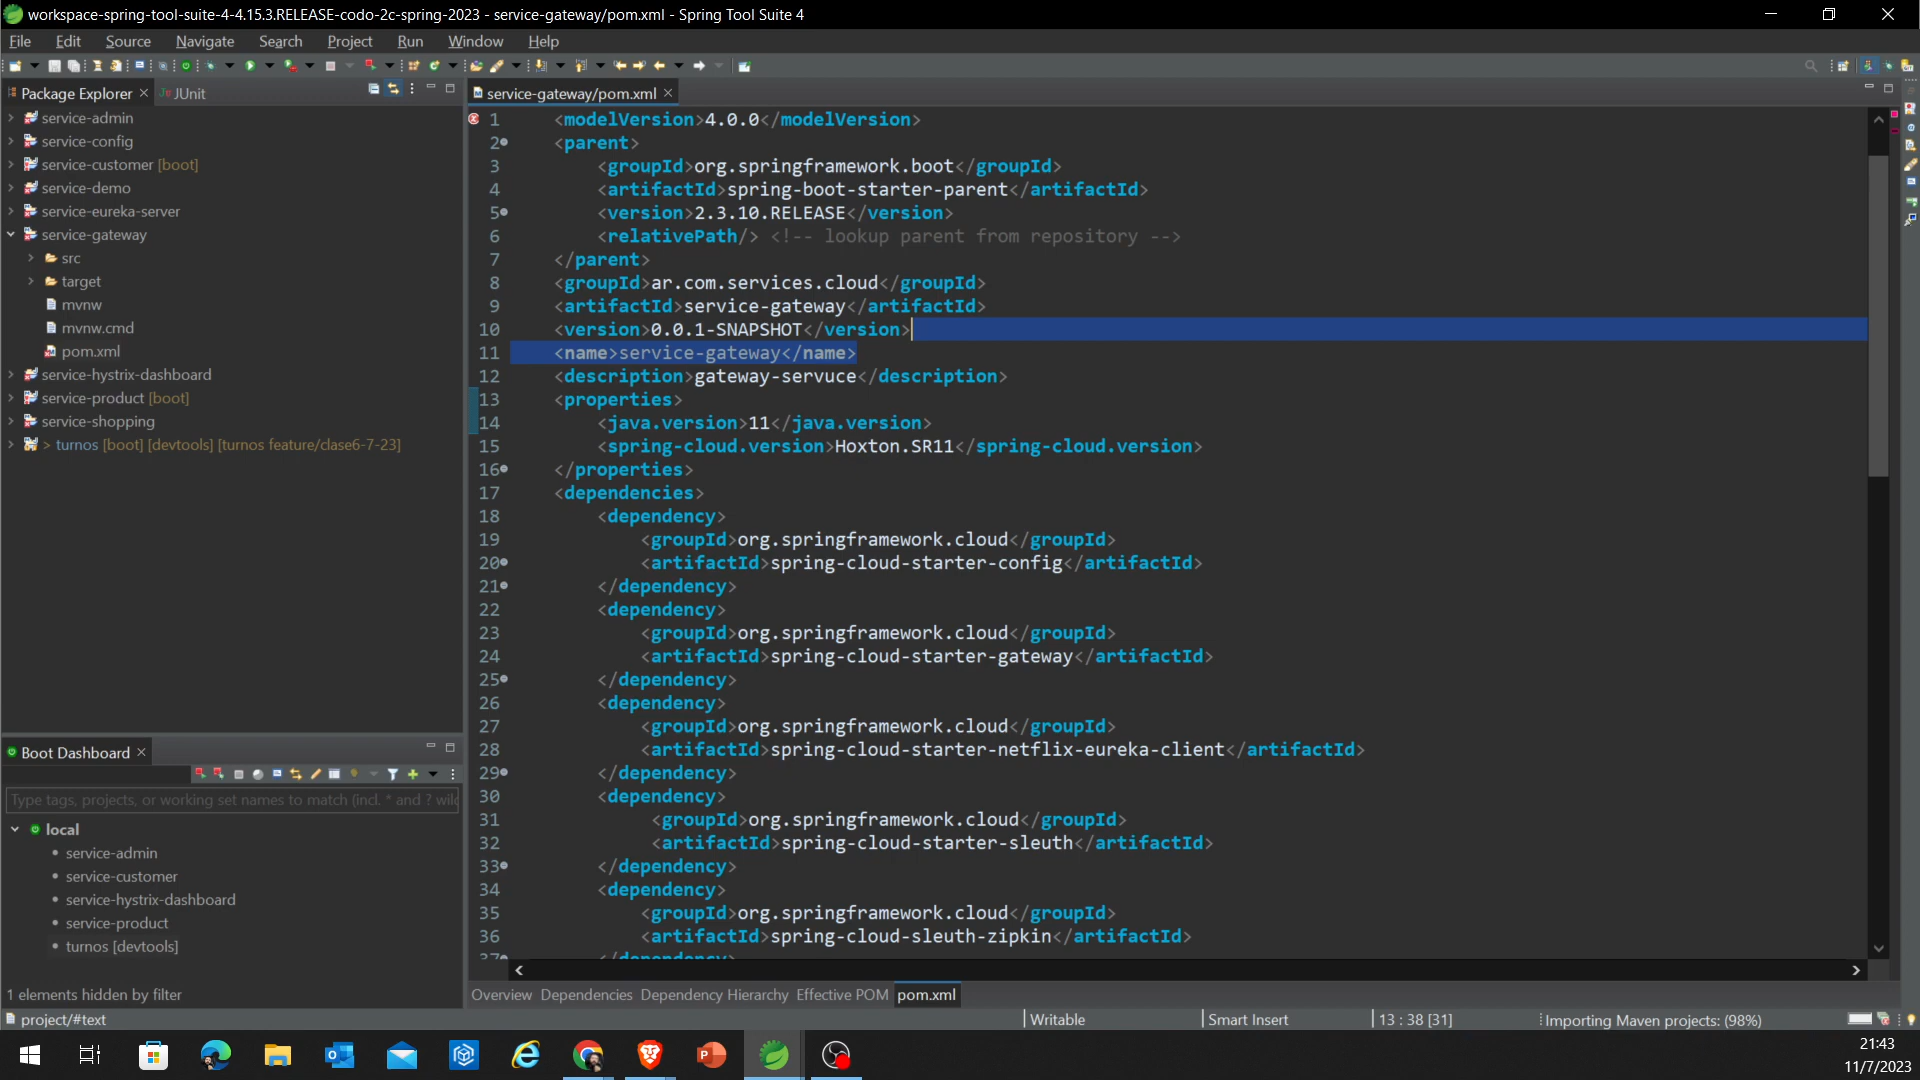 workspace-spring-tool-suite-4-4.15.3.RELEASE-codo-2c-spring-2023 - service-gateway/pom.xml - Spring Tool Suite 4
File Edit Source Navigate Search Project Run Window Help
Package Explorer
JUnit
service-admin
service-config
service-customer [boot]
service-demo
service-eureka-server
service-gateway
src
target
mvnw
mvnw.cmd
pom.xml
service-hystrix-dashboard
service-product [boot]
service-shopping
> turnos [boot] [devtools] [turnos feature/clase6-7-23]
Boot Dashboard
Type tags, projects, or working set names to match (incl. * and ? wild
local
service-admin
service-customer
service-hystrix-dashboard
service-product
turnos [devtools]
1 elements hidden by filter
service-gateway/pom.xml
1 <modelVersion>4.0.0</modelVersion>
2 <parent>
3 <groupId>org.springframework.boot</groupId>
4 <artifactId>spring-boot-starter-parent</artifactId>
5 <version>2.3.10.RELEASE</version>
6 <relativePath/> <!-- lookup parent from repository -->
7 </parent>
8 <groupId>ar.com.services.cloud</groupId>
9 <artifactId>service-gateway</artifactId>
10 <version>0.0.1-SNAPSHOT</version>
11 <name>service-gateway</name>
12 <description>gateway-servuce</description>
13 <properties>
14 <java.version>11</java.version>
15 <spring-cloud.version>Hoxton.SR11</spring-cloud.version>
16 </properties>
17 <dependencies>
18 <dependency>
19 <groupId>org.springframework.cloud</groupId>
20 <artifactId>spring-cloud-starter-config</artifactId>
21 </dependency>
22 <dependency>
23 <groupId>org.springframework.cloud</groupId>
24 <artifactId>spring-cloud-starter-gateway</artifactId>
25 </dependency>
26 <dependency>
27 <groupId>org.springframework.cloud</groupId>
28 <artifactId>spring-cloud-starter-netflix-eureka-client</artifactId>
29 </dependency>
30 <dependency>
31 <groupId>org.springframework.cloud</groupId>
32 <artifactId>spring-cloud-starter-sleuth</artifactId>
33 </dependency>
34 <dependency>
35 <groupId>org.springframework.cloud</groupId>
36 <artifactId>spring-cloud-sleuth-zipkin</artifactId>
37 </dependency>
Overview Dependencies Dependency Hierarchy Effective POM pom.xml
project/#text
Writable
Smart Insert
13 : 38 [31]
Importing Maven projects: (98%)
21:43
11/7/2023